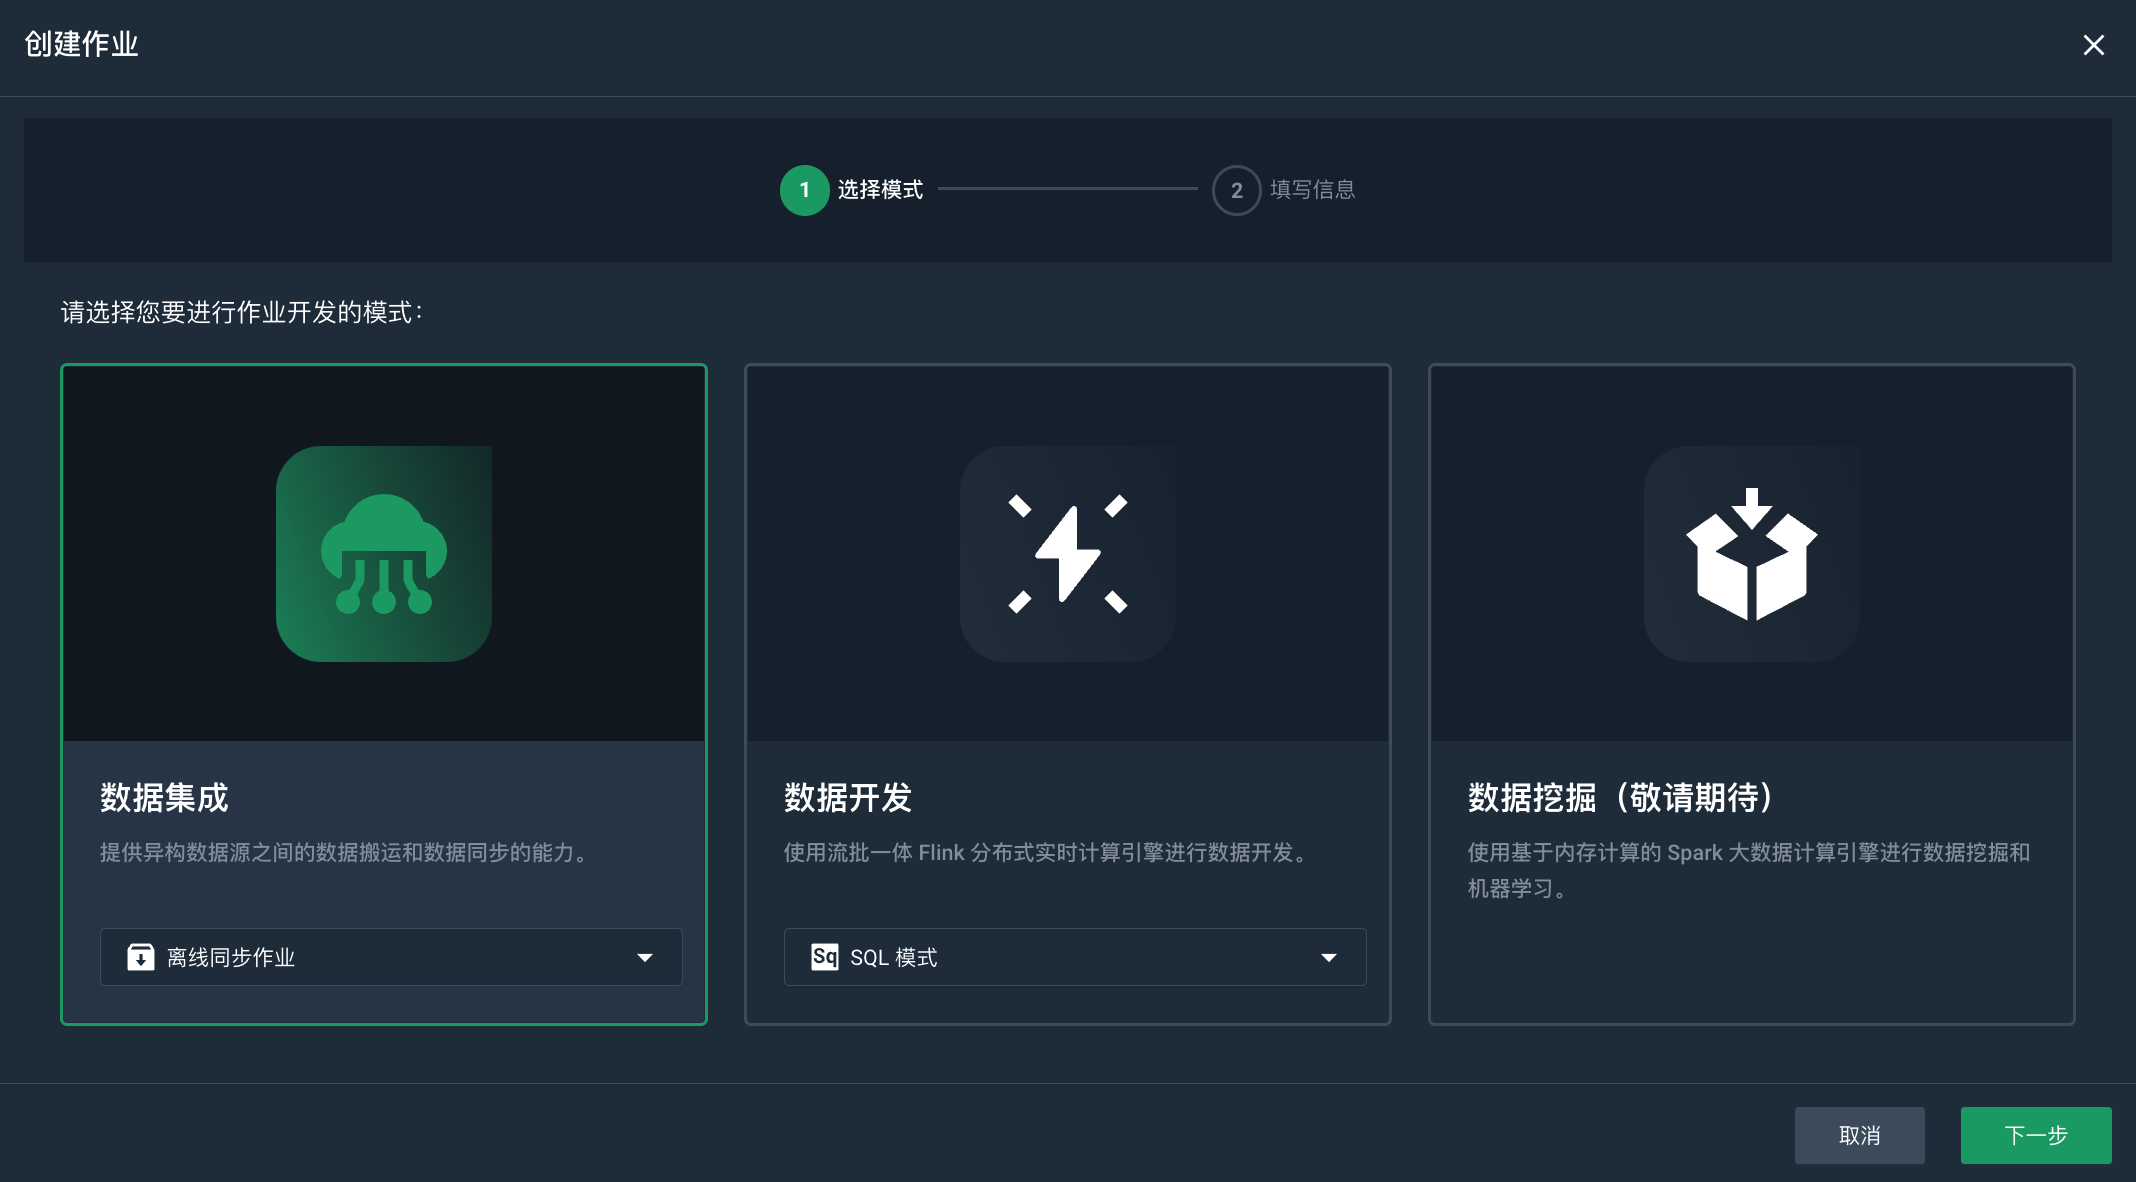 创建作业
1 选择模式 2 填写信息
请选择您要进行作业开发的模式：
数据集成
提供异构数据源之间的数据搬运和数据同步的能力。
离线同步作业
数据开发
使用流批一体 Flink 分布式实时计算引擎进行数据开发。
Sq SQL 模式
数据挖掘（敬请期待）
使用基于内存计算的 Spark 大数据计算引擎进行数据挖掘和
机器学习。
取消 下一步